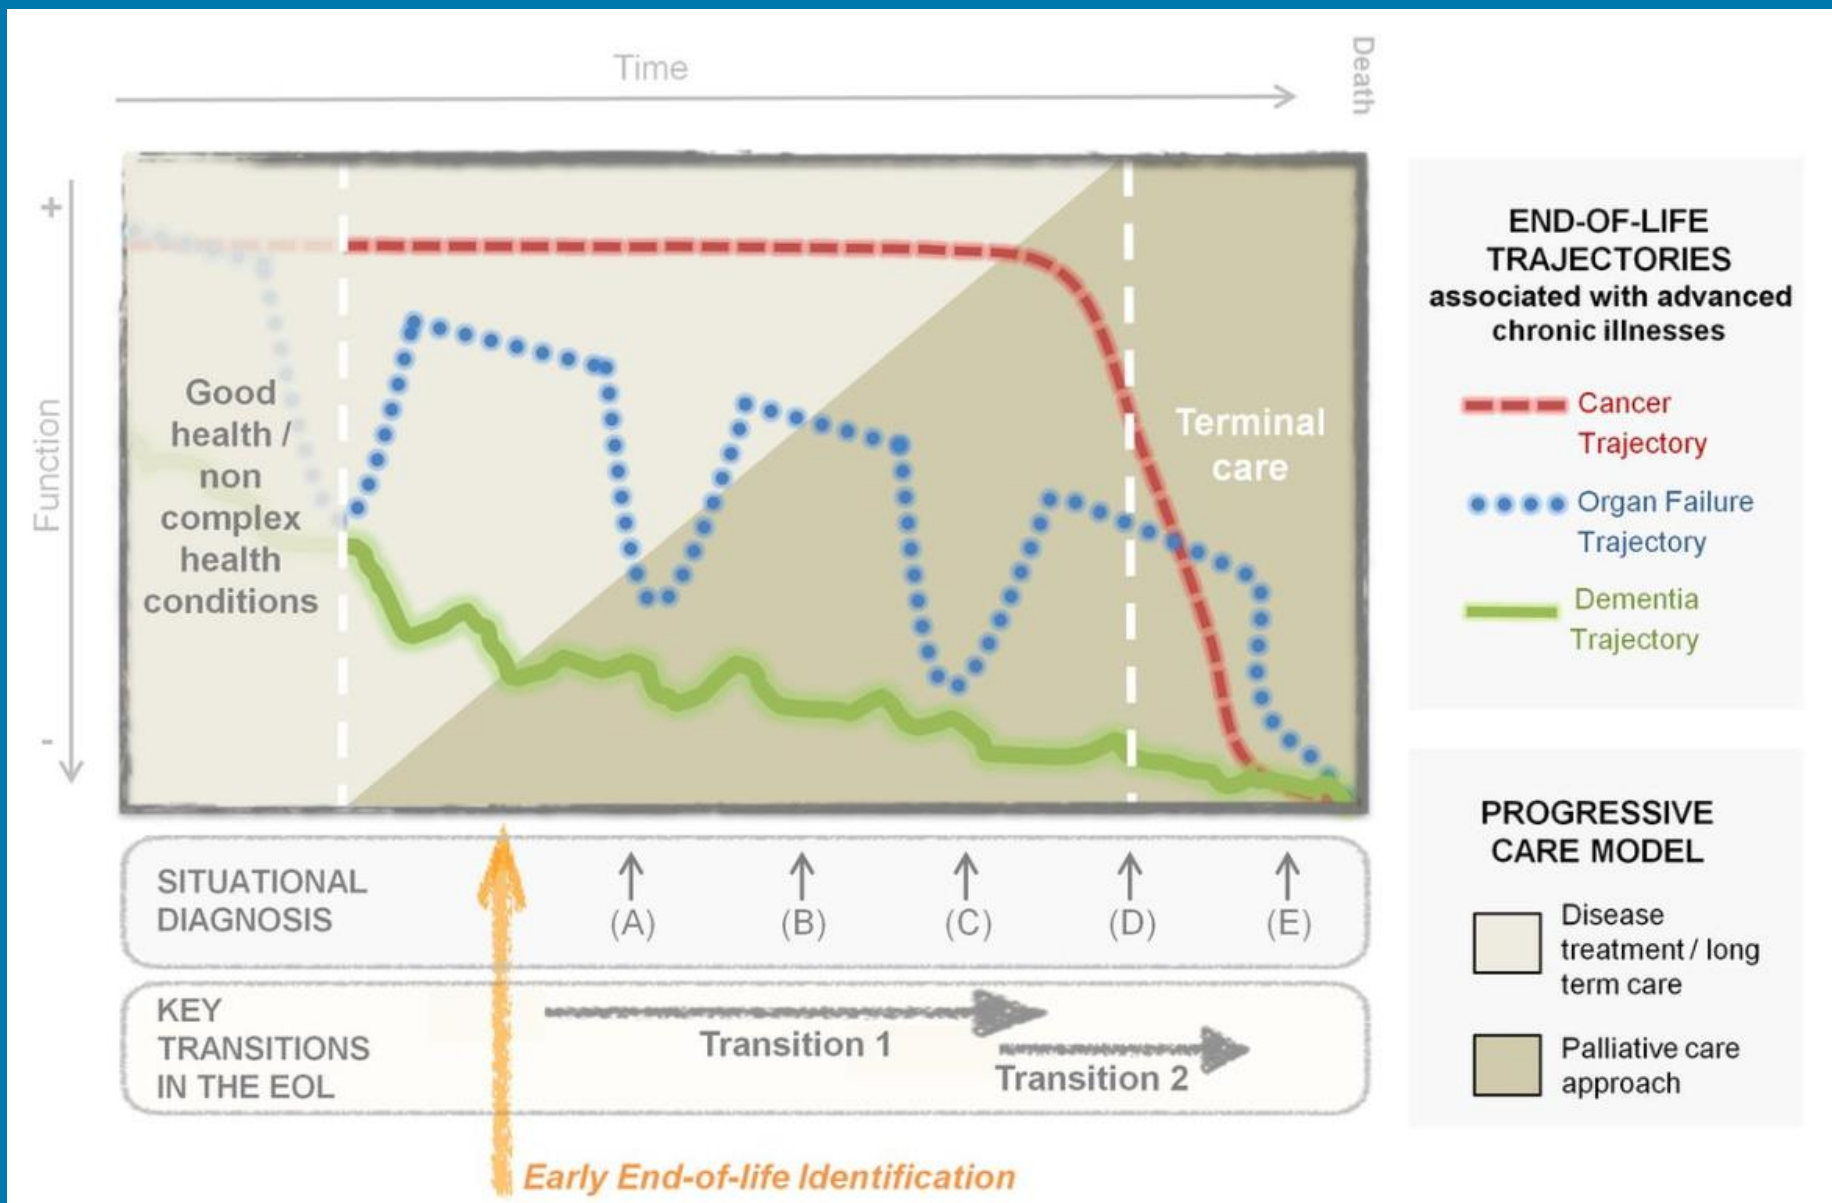 Time
Death
+
Function
-
Good
health /
non
complex
health
conditions
Terminal
care
END-OF-LIFE
TRAJECTORIES
associated with advanced
chronic illnesses
Cancer
Trajectory
Organ Failure
Trajectory
Dementia
Trajectory
PROGRESSIVE
CARE MODEL
Disease
treatment / long
term care
Palliative care
approach
SITUATIONAL
DIAGNOSIS
(A) (B) (C) (D) (E)
KEY
TRANSITIONS
IN THE EOL
Transition 1
Transition 2
Early End-of-life Identification